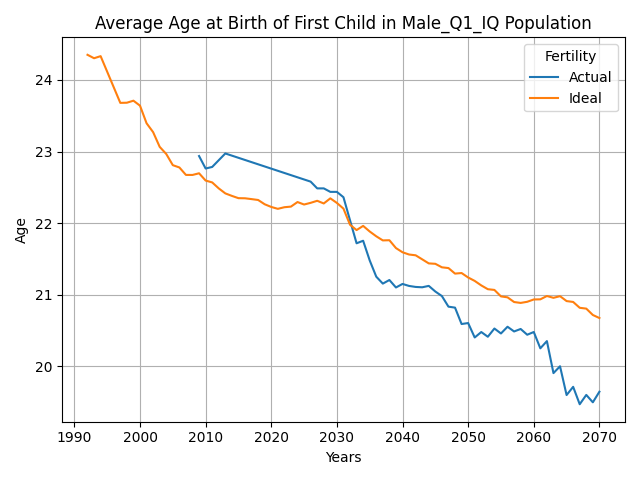 Average Age at Birth of First Child in Male_Q1_IQ Population
Fertility
Actual
Ideal
Age
24
23
22
21
20
1990
2000
2010
2020
2030
2040
2050
2060
2070
Years